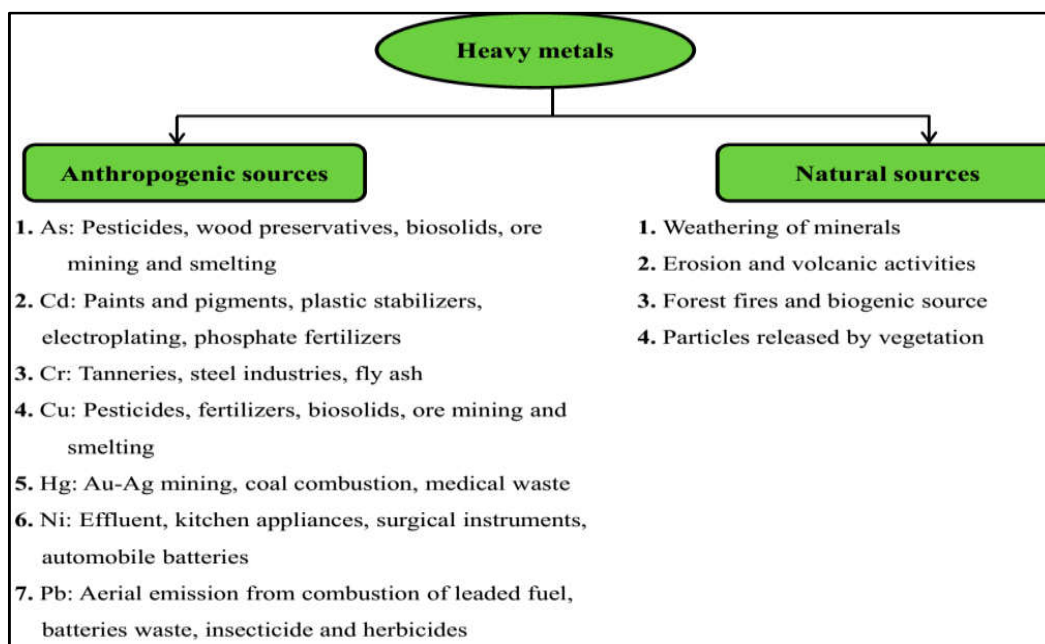 Heavy metals
Anthropogenic sources
1. As: Pesticides, wood preservatives, biosolids, ore
mining and smelting
2. Cd: Paints and pigments, plastic stabilizers,
electroplating, phosphate fertilizers
3. Cr: Tanneries, steel industries, fly ash
4. Cu: Pesticides, fertilizers, biosolids, ore mining and
smelting
5. Hg: Au-Ag mining, coal combustion, medical waste
6. Ni: Effluent, kitchen appliances, surgical instruments,
automobile batteries
7. Pb: Aerial emission from combustion of leaded fuel,
batteries waste, insecticide and herbicides
Natural sources
1. Weathering of minerals
2. Erosion and volcanic activities
3. Forest fires and biogenic source
4. Particles released by vegetation